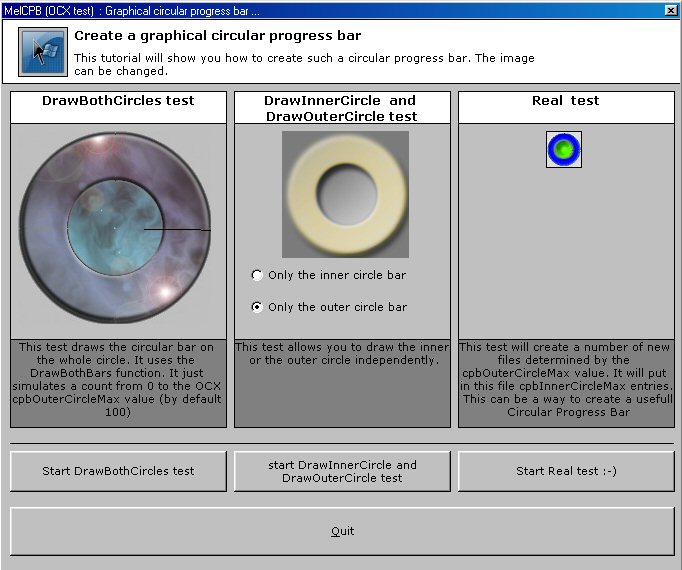 MelCPB (OCX test) : Graphical circular progress bar ...
Create a graphical circular progress bar
This tutorial will show you how to create such a circular progress bar. The image
can be changed.
DrawBothCircles test
This test draws the circular bar on
the whole circle. It uses the
DrawBothBars function. It just
simulates a count from 0 to the OCX
cpbOuterCircleMax value (by default
100)
DrawInnerCircle and
DrawOuterCircle test
Only the inner circle bar
Only the outer circle bar
This test allows you to draw the inner
or the outer circle independently.
Real test
This test will create a number of new
files determined by the
cpbOuterCircleMax value. It will put
in this file cpbInnerCircleMax entries.
This can be a way to create a usefull
Circular Progress Bar
Start DrawBothCircles test
start DrawInnerCircle and
DrawOuterCircle test
Start Real test :-)
Quit